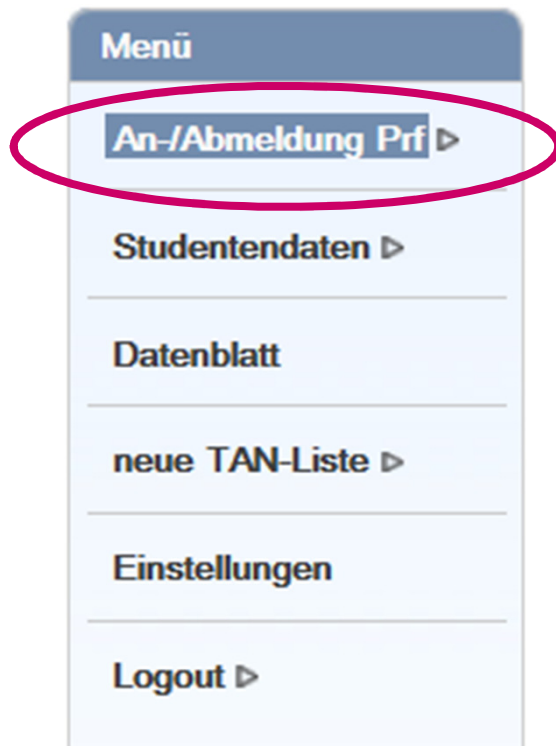 Menü
An-/Abmeldung Prf
Studentendaten
Datenblatt
neue TAN-Liste
Einstellungen
Logout